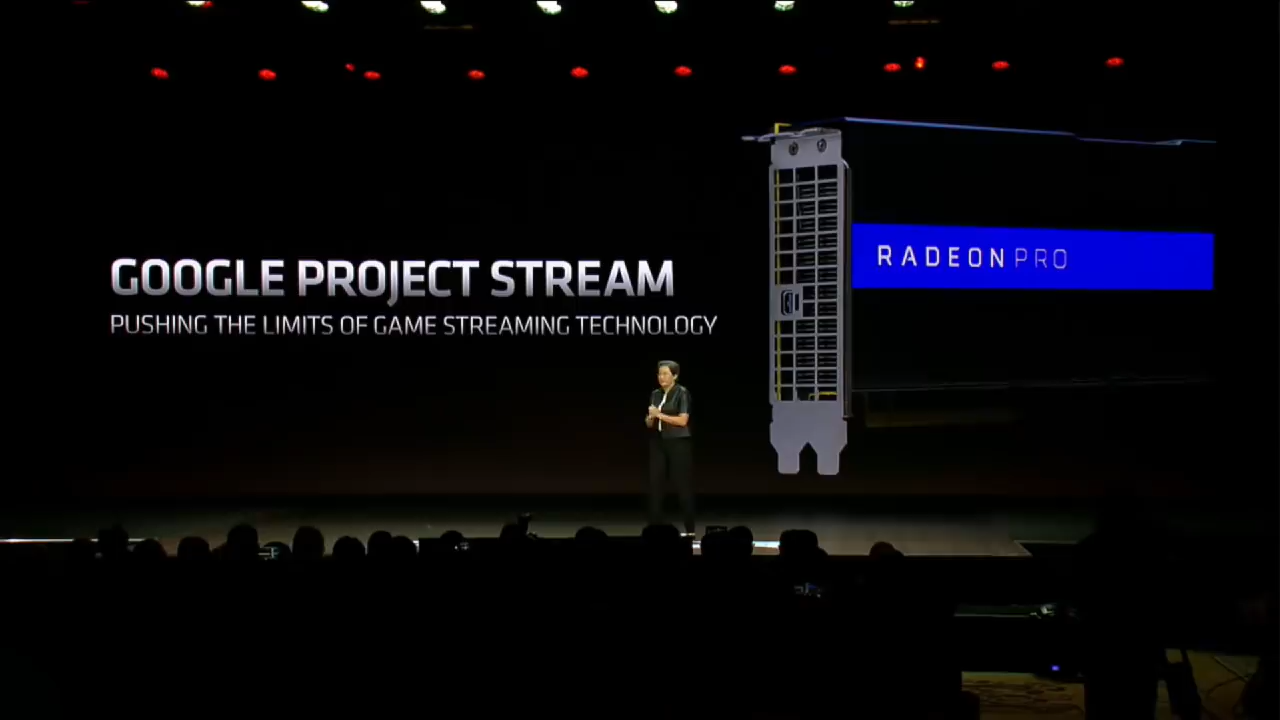 GOOGLE PROJECT STREAM
PUSHING THE LIMITS OF GAME STREAMING TECHNOLOGY
RADEON PRO